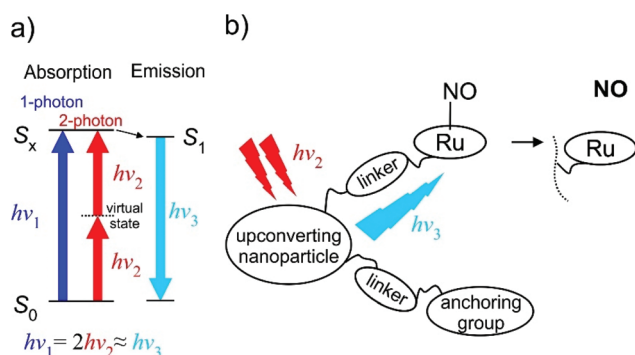 a)
Absorption Emission
1-photon
2-photon
Sx S1
hν1
hν2
hν3
virtual
state
hν2
S0
hν1 = 2hν2 ≈ hν3
b)
NO
Ru
linker
hν2
hν3
upconverting
nanoparticle
linker
anchoring
group
NO
Ru